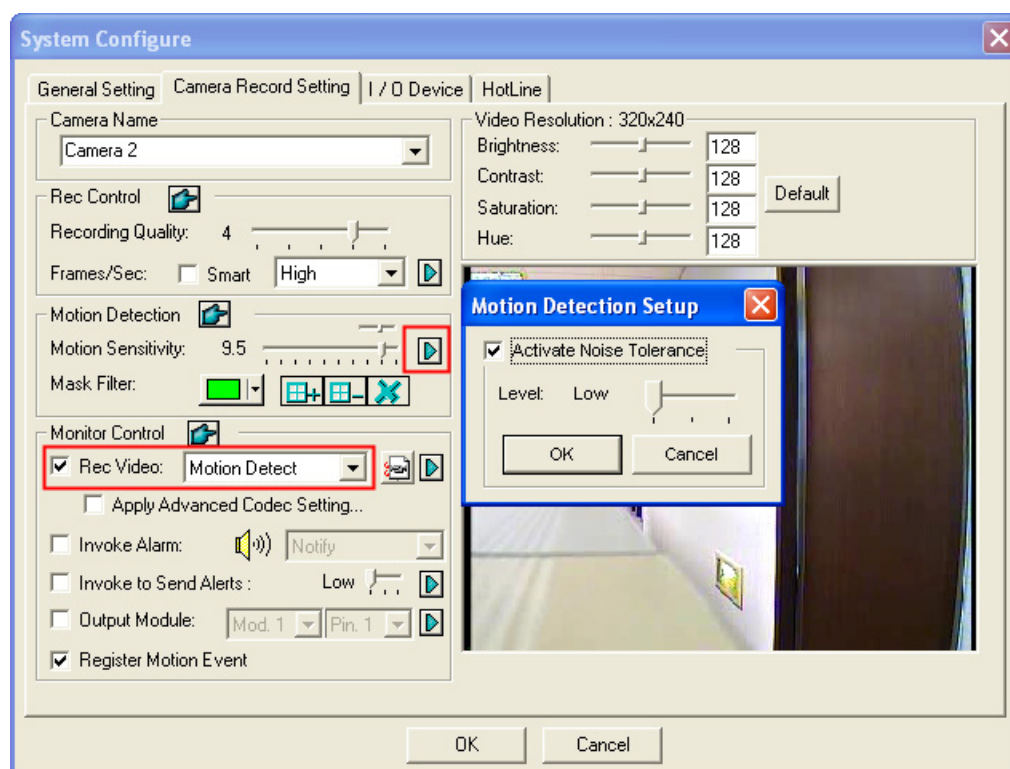 System Configure
General Setting Camera Record Setting I / O Device HotLine
Camera Name
Camera 2
Rec Control
Recording Quality: 4
Frames/Sec: Smart High
Motion Detection
Motion Sensitivity: 9.5
Mask Filter:
Monitor Control
Rec Video: Motion Detect
Apply Advanced Codec Setting...
Invoke Alarm: Notify
Invoke to Send Alerts : Low
Output Module: Mod. 1 Pin. 1
Register Motion Event
Video Resolution : 320x240
Brightness: 128
Contrast: 128
Saturation: 128
Hue: 128
Default
Motion Detection Setup
Activate Noise Tolerance
Level: Low
OK Cancel
OK Cancel